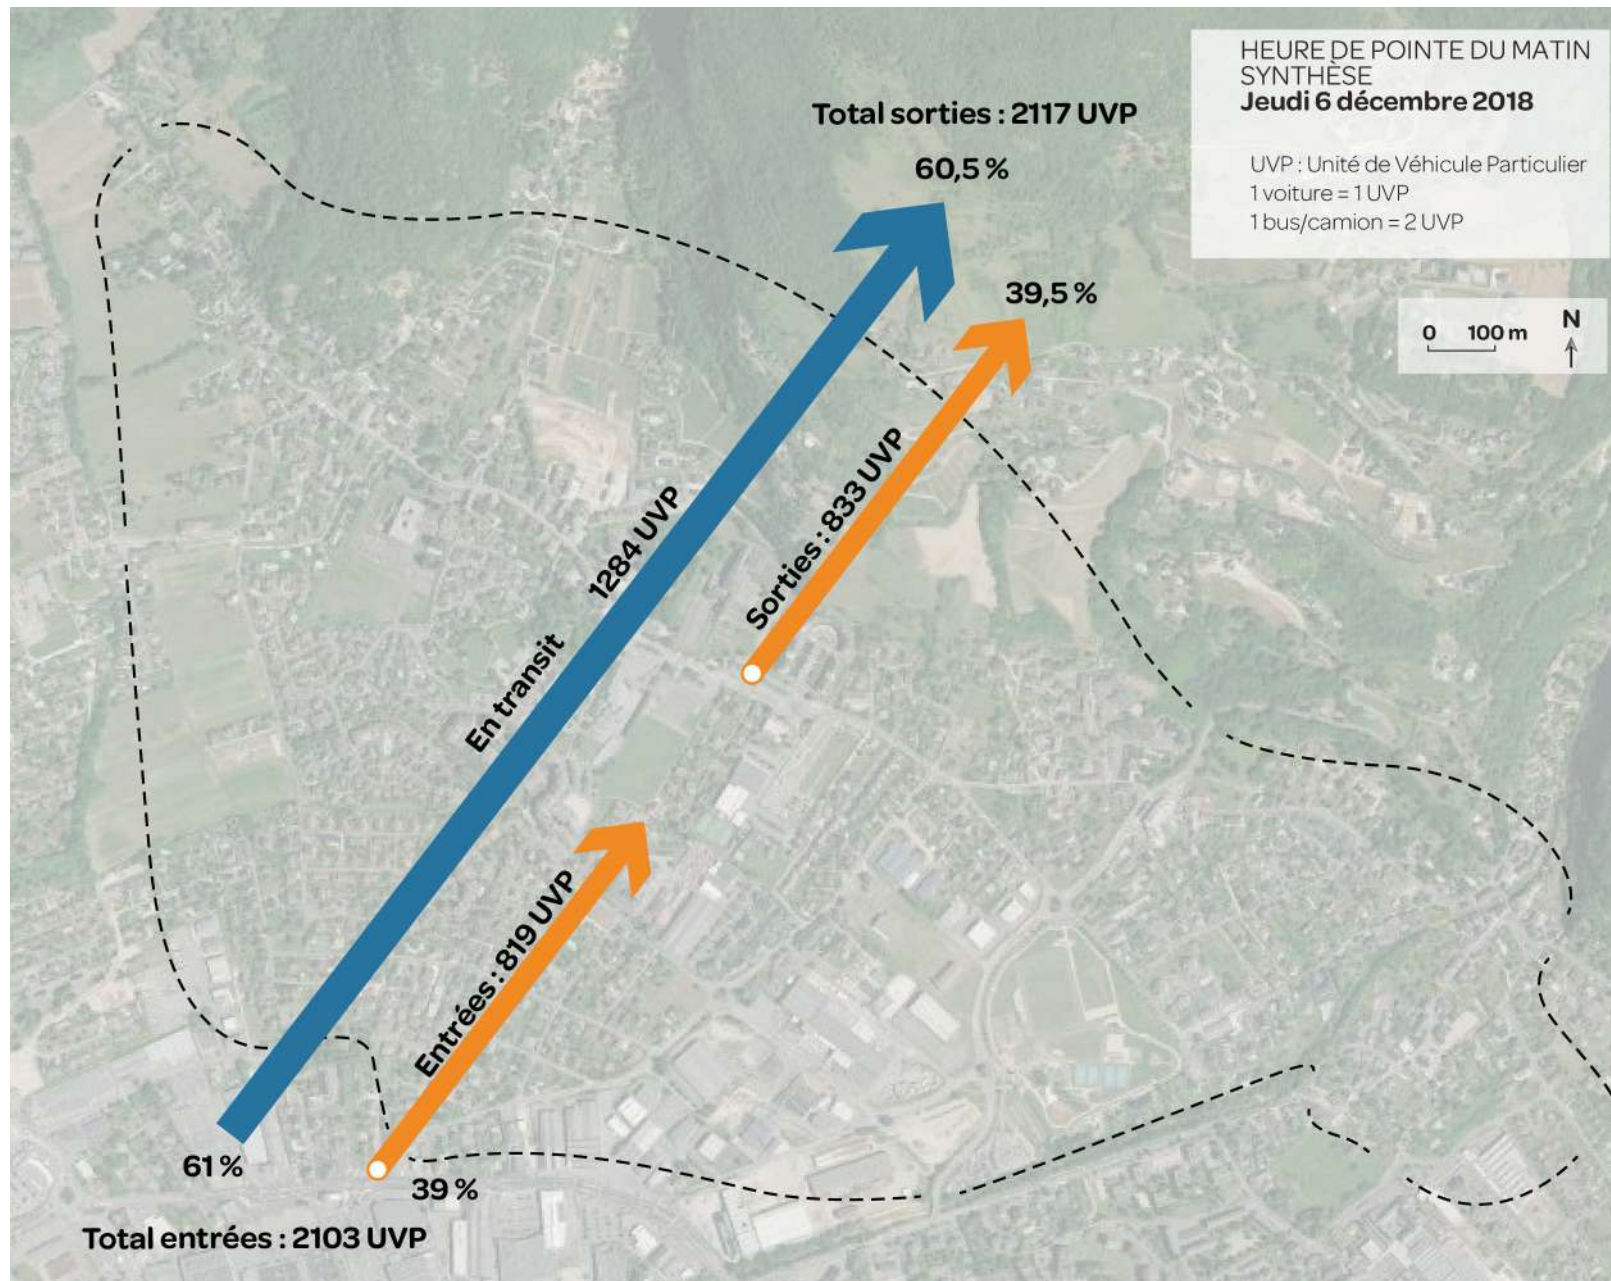 HEURE DE POINTE DU MATIN
SYNTHÈSE
Jeudi 6 décembre 2018
UVP : Unité de Véhicule Particulier
1 voiture = 1 UVP
1 bus/camion = 2 UVP
Total sorties : 2117 UVP
60,5 %
39,5 %
0 100 m N
Sorties : 833 UVP
1284 UVP
En transit
Entrées : 819 UVP
61 %
39 %
Total entrées : 2103 UVP